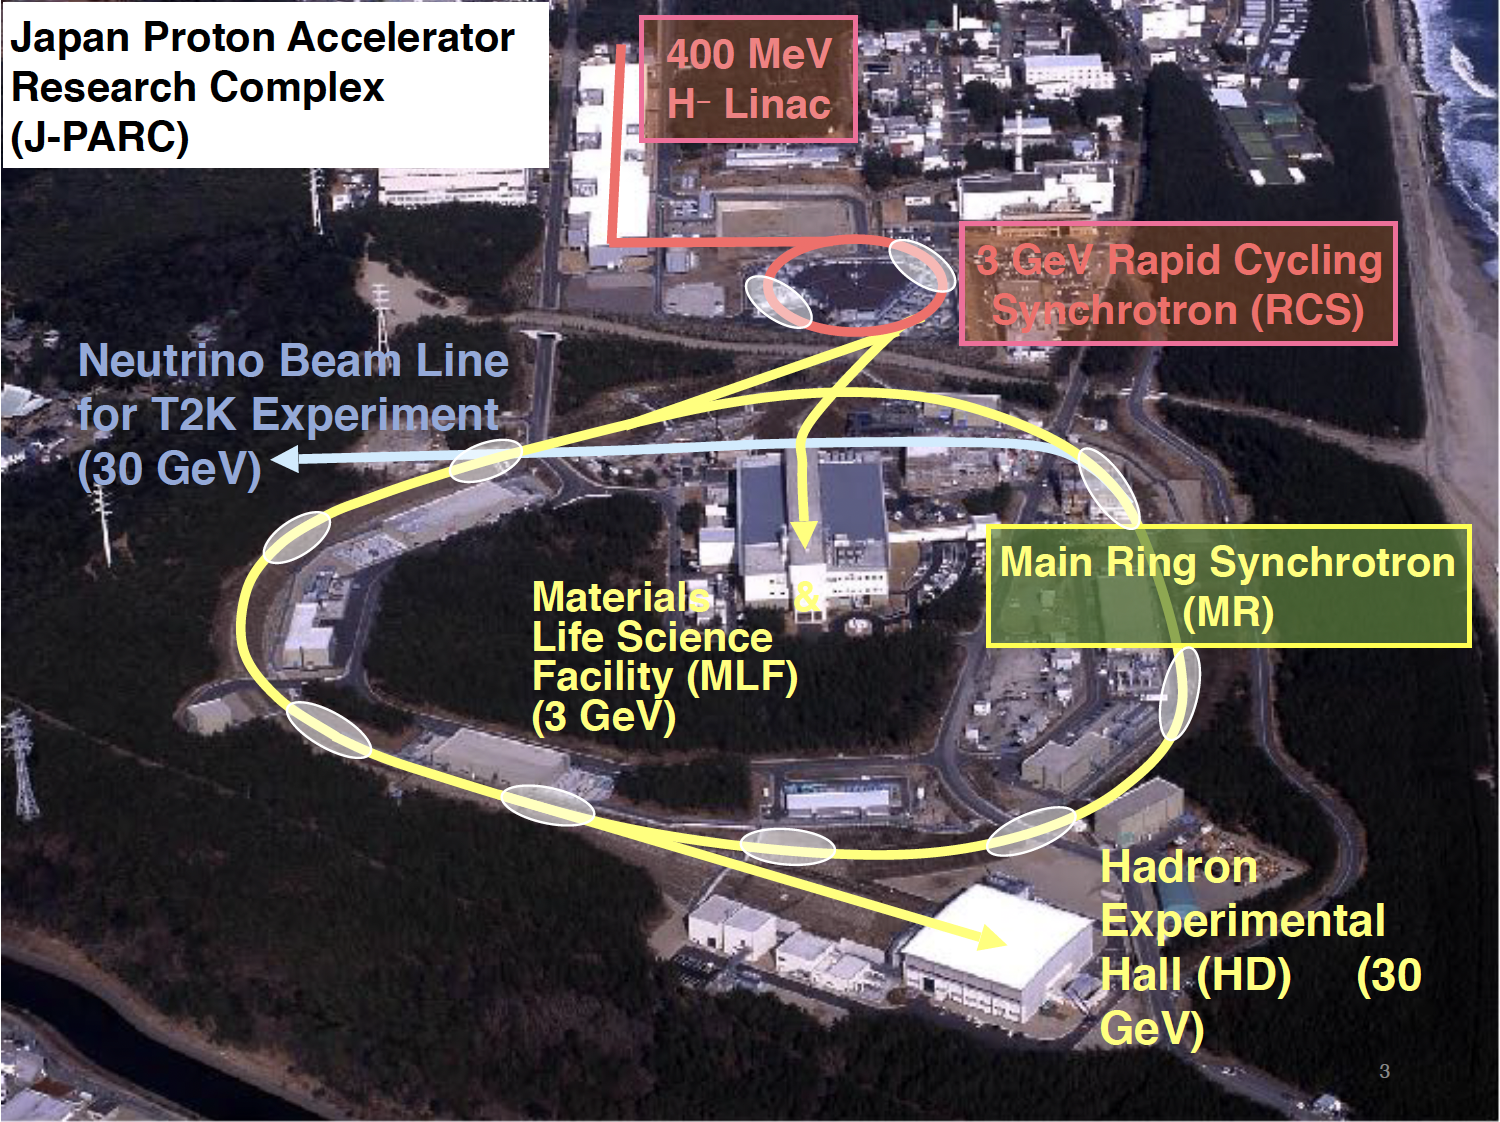 Japan Proton Accelerator
Research Complex
(J-PARC)
400 MeV
H⁻ Linac
3 GeV Rapid Cycling
Synchrotron (RCS)
Neutrino Beam Line
for T2K Experiment
(30 GeV)
Main Ring Synchrotron
(MR)
Materials &
Life Science
Facility (MLF)
(3 GeV)
Hadron
Experimental
Hall (HD) (30
GeV)
3